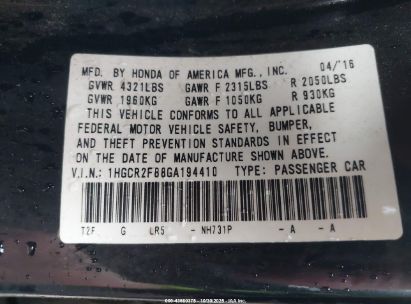 MFD. BY HONDA OF AMERICA MFG., INC. 04/'16
GVWR 4321LBS GAWR F 2315LBS R 2050LBS
GVWR 1960KG GAWR F 1050KG R 930KG
THIS VEHICLE CONFORMS TO ALL APPLICABLE
FEDERAL MOTOR VEHICLE SAFETY, BUMPER,
AND THEFT PREVENTION STANDARDS IN EFFECT
ON THE DATE OF MANUFACTURE SHOWN ABOVE.
V.I.N.: 1HGCR2F88GA194410 TYPE: PASSENGER CAR
T2F G LR5 - NH731P - A - A